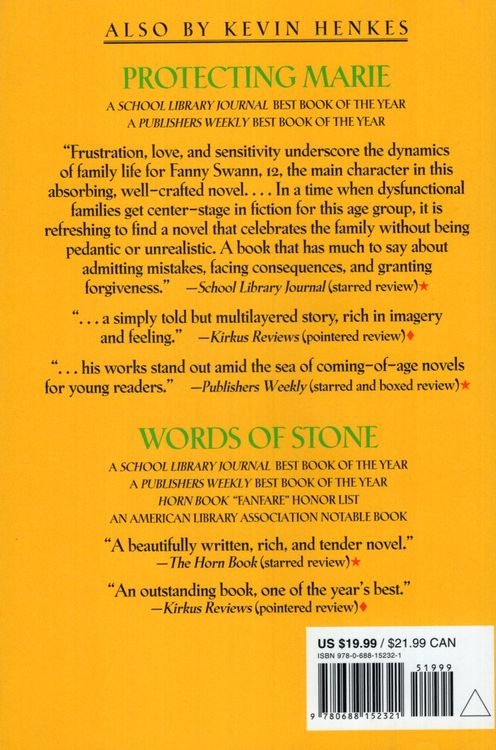 ALSO BY KEVIN HENKES
PROTECTING MARIE
A SCHOOL LIBRARY JOURNAL BEST BOOK OF THE YEAR
A PUBLISHERS WEEKLY BEST BOOK OF THE YEAR
“Frustration, love, and sensitivity underscore the dynamics
of family life for Fanny Swann, 12, the main character in this
absorbing, well-crafted novel. . . . In a time when dysfunctional
families get center-stage in fiction for this age group, it is
refreshing to find a novel that celebrates the family without being
pedantic or unrealistic. A book that has much to say about
admitting mistakes, facing consequences, and granting
forgiveness.” —School Library Journal (starred review)★
“. . . a simply told but multilayered story, rich in imagery
and feeling.” —Kirkus Reviews (pointered review)♦
“. . . his works stand out amid the sea of coming-of-age novels
for young readers.” —Publishers Weekly (starred and boxed review)★
WORDS OF STONE
A SCHOOL LIBRARY JOURNAL BEST BOOK OF THE YEAR
A PUBLISHERS WEEKLY BEST BOOK OF THE YEAR
HORN BOOK “FANFARE” HONOR LIST
AN AMERICAN LIBRARY ASSOCIATION NOTABLE BOOK
“A beautifully written, rich, and tender novel.”
—The Horn Book (starred review)★
“An outstanding book, one of the year’s best.”
—Kirkus Reviews (pointered review)♦
US $19.99 / $21.99 CAN
ISBN 978-0-688-15232-1
51999
9 780688 152321